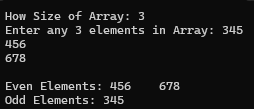 How Size of Array: 3
Enter any 3 elements in Array: 345
456
678

Even Elements: 456    678
Odd Elements: 345